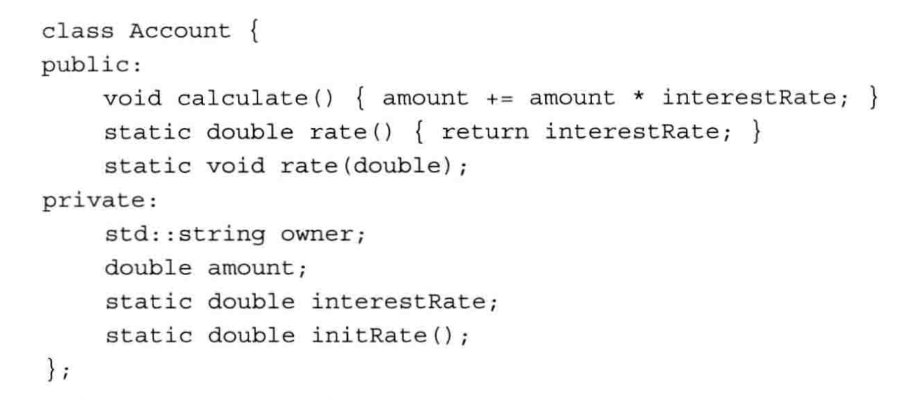 class Account {
public:
    void calculate() { amount += amount * interestRate; }
    static double rate() { return interestRate; }
    static void rate(double);
private:
    std::string owner;
    double amount;
    static double interestRate;
    static double initRate();
};